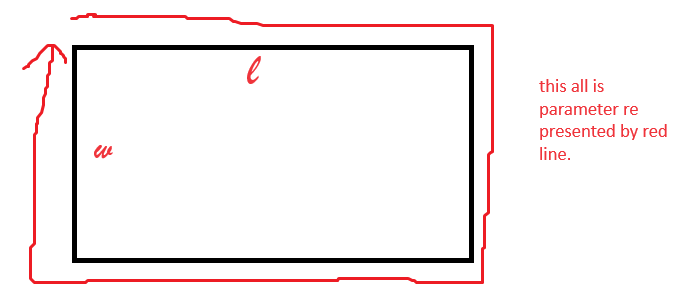 l
w
this all is
parameter re
presented by red
line.